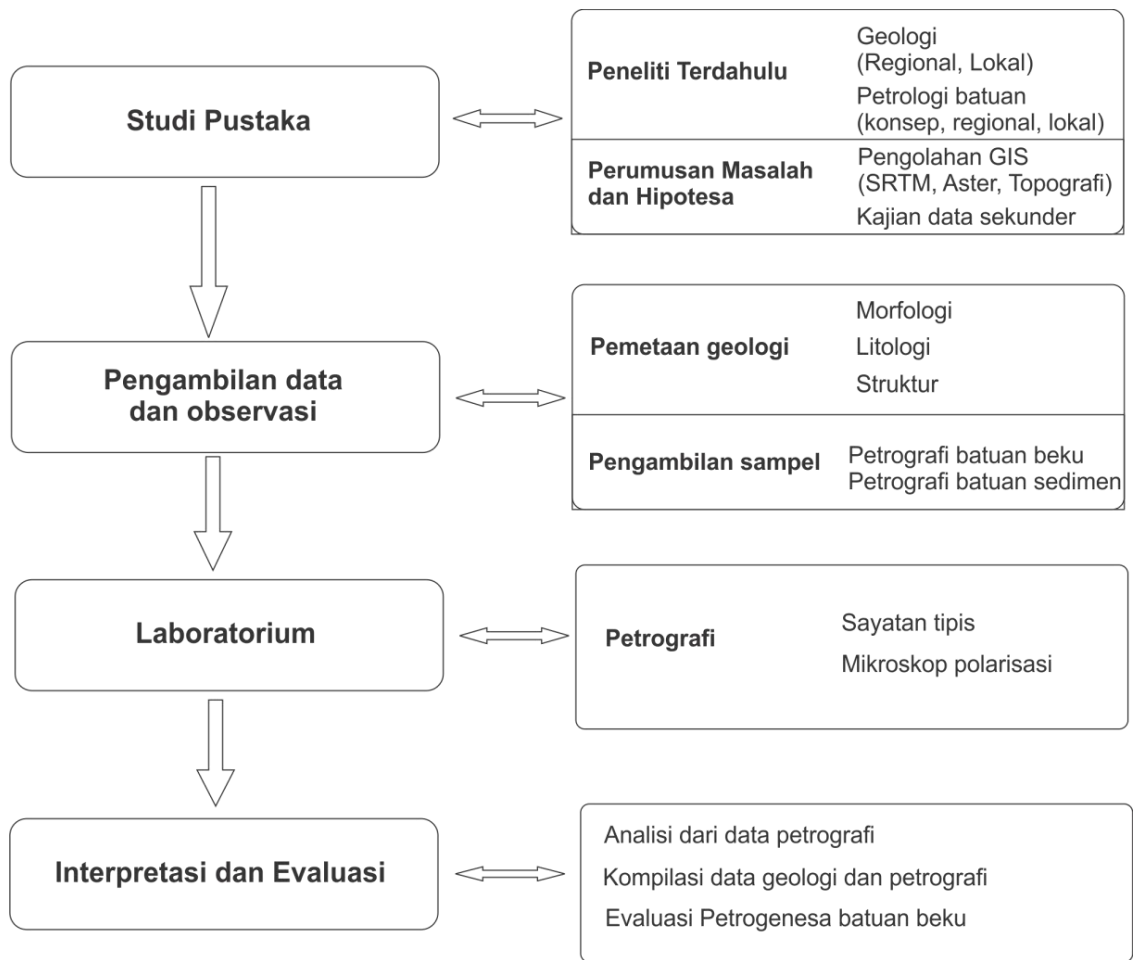 Studi Pustaka
Peneliti Terdahulu
Geologi
(Regional, Lokal)
Petrologi batuan
(konsep, regional, lokal)
Perumusan Masalah
dan Hipotesa
Pengolahan GIS
(SRTM, Aster, Topografi)
Kajian data sekunder
Pengambilan data
dan observasi
Pemetaan geologi
Morfologi
Litologi
Struktur
Pengambilan sampel
Petrografi batuan beku
Petrografi batuan sedimen
Laboratorium
Petrografi
Sayatan tipis
Mikroskop polarisasi
Interpretasi dan Evaluasi
Analisi dari data petrografi
Kompilasi data geologi dan petrografi
Evaluasi Petrogenesa batuan beku